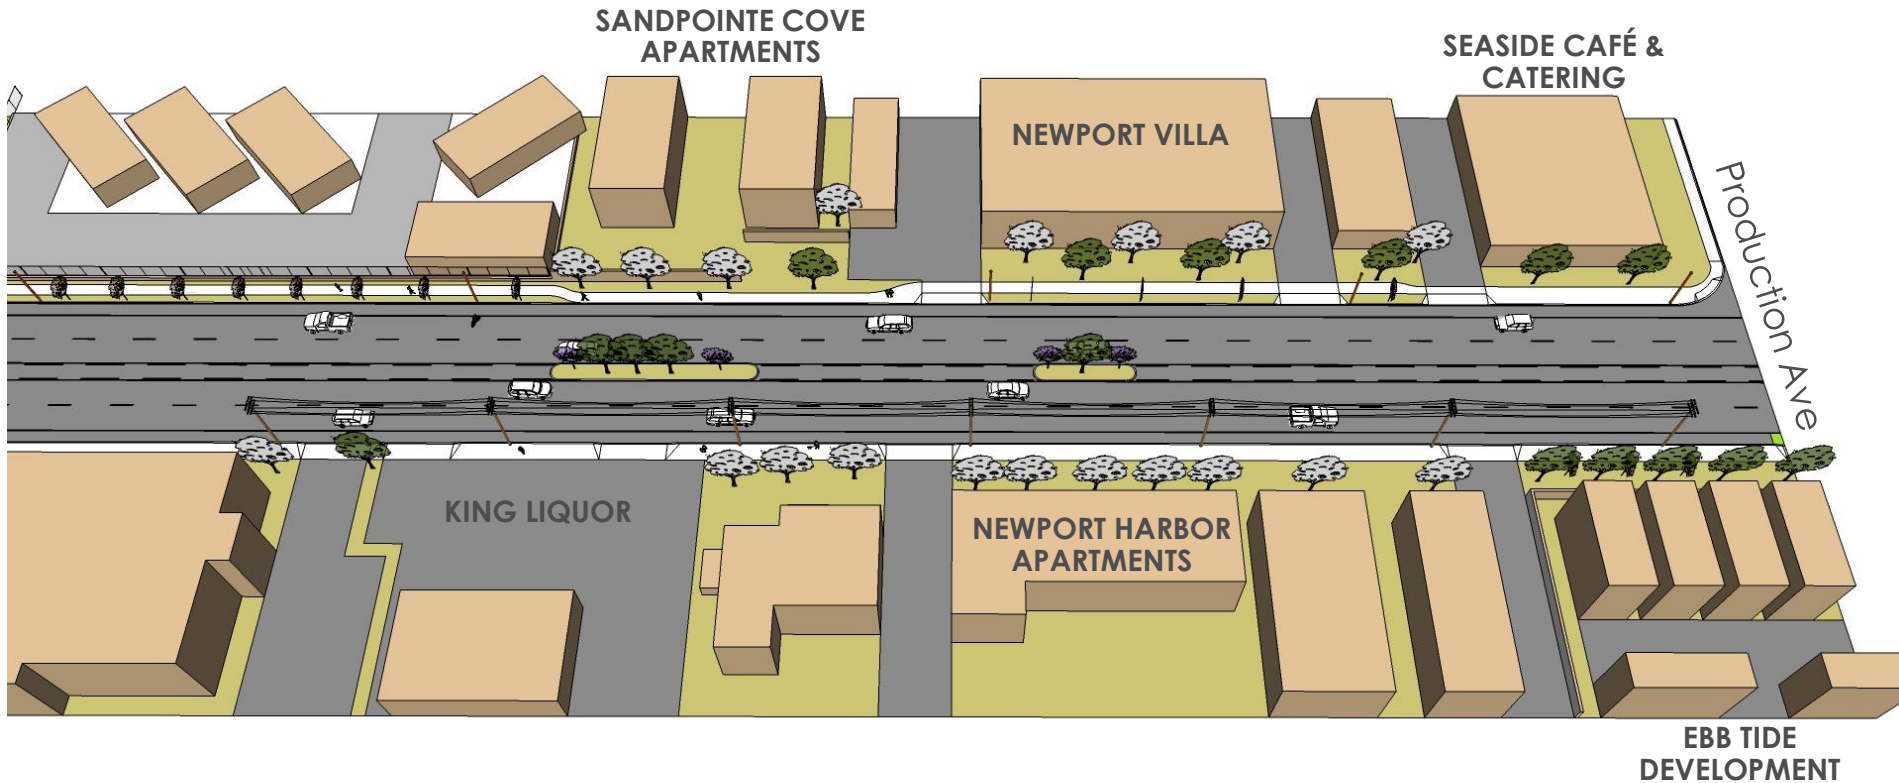 SANDPOINTE COVE
APARTMENTS
SEASIDE CAFÉ &
CATERING
NEWPORT VILLA
Production Ave
KING LIQUOR
NEWPORT HARBOR
APARTMENTS
EBB TIDE
DEVELOPMENT